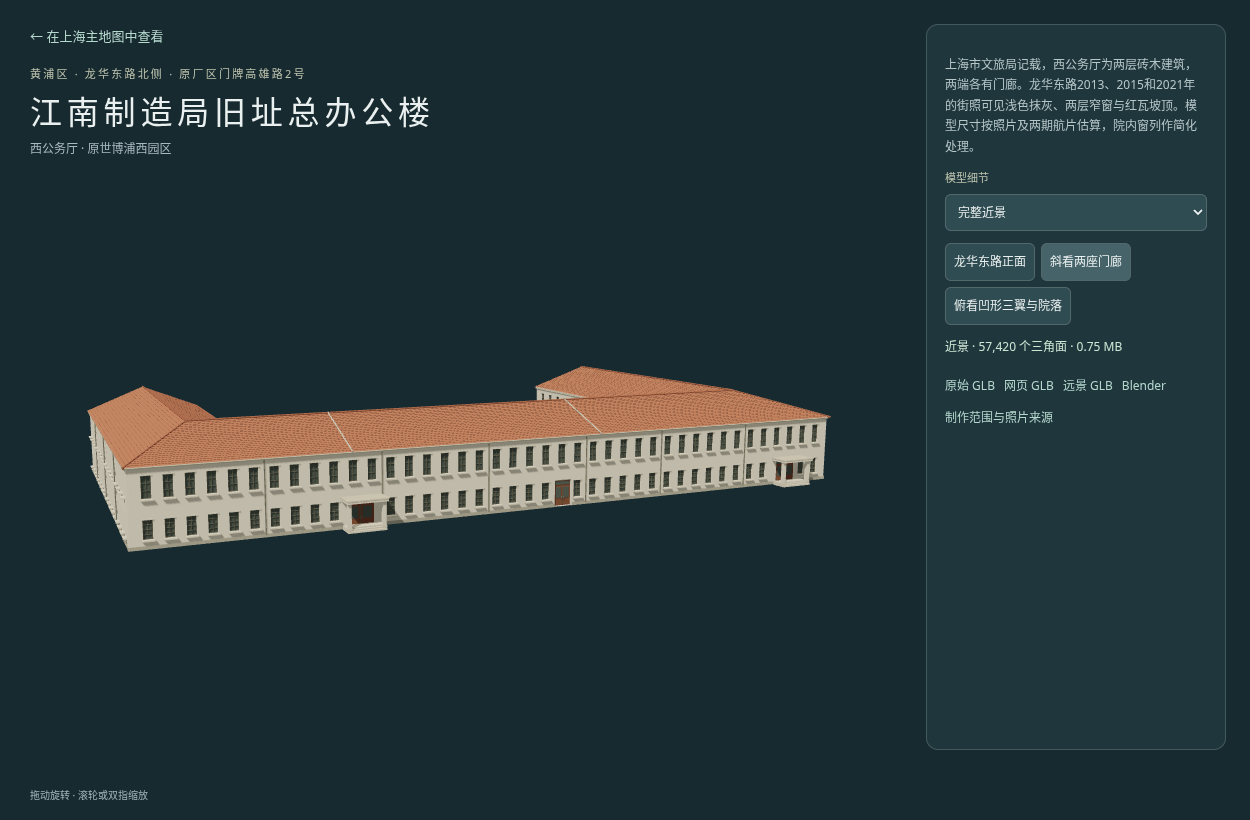 ← 在上海主地图中查看
黄浦区 · 龙华东路北侧 · 原厂区门牌高雄路2号
江南制造局旧址总办公楼
西公务厅 · 原世博浦西园区
上海市文旅局记载，西公务厅为两层砖木建筑，
两端各有门廊。龙华东路2013、2015和2021年
的街照可见浅色抹灰、两层窄窗与红瓦坡顶。模
型尺寸按照片及两期航片估算，院内窗列作简化
处理。
模型细节
完整近景
龙华东路正面
斜看两座门廊
俯看凹形三翼与院落
近景 · 57,420 个三角面 · 0.75 MB
原始 GLB 网页 GLB 远景 GLB Blender
制作范围与照片来源
拖动旋转 · 滚轮或双指缩放